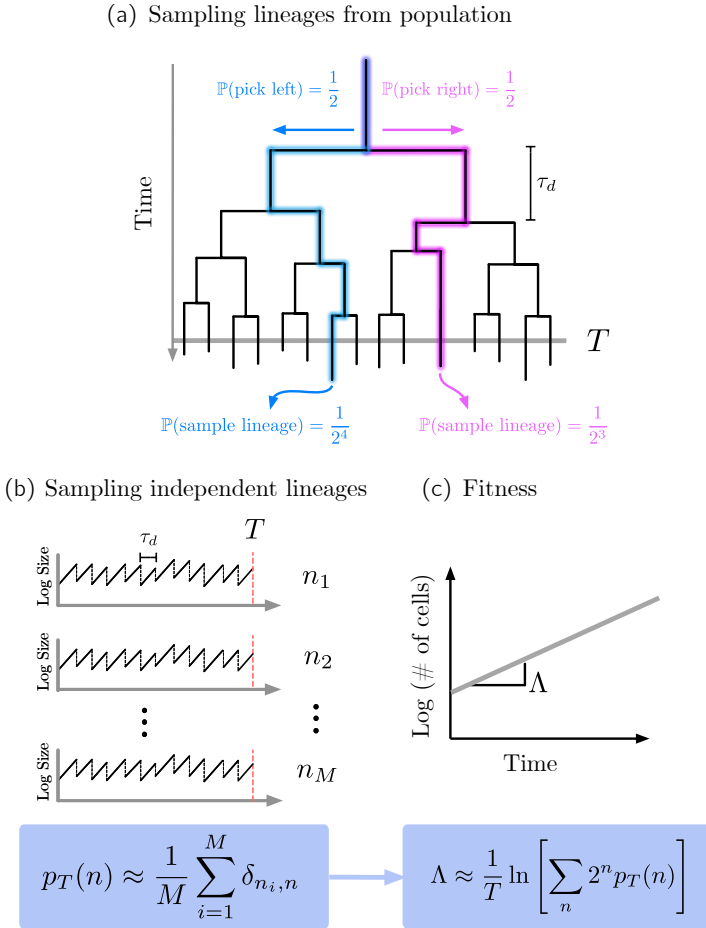 (a) Sampling lineages from population
ℙ(pick left) = 1/2
ℙ(pick right) = 1/2
Time
τ_d
T
ℙ(sample lineage) = 1/2^4
ℙ(sample lineage) = 1/2^3
(b) Sampling independent lineages
τ_d
T
Log Size
n_1
Log Size
n_2
Log Size
n_M
(c) Fitness
Log (# of cells)
Λ
Time
p_T(n) ≈ 1/M ∑_{i=1}^{M} δ_{n_i,n}
Λ ≈ 1/T ln [∑_n 2^n p_T(n)]